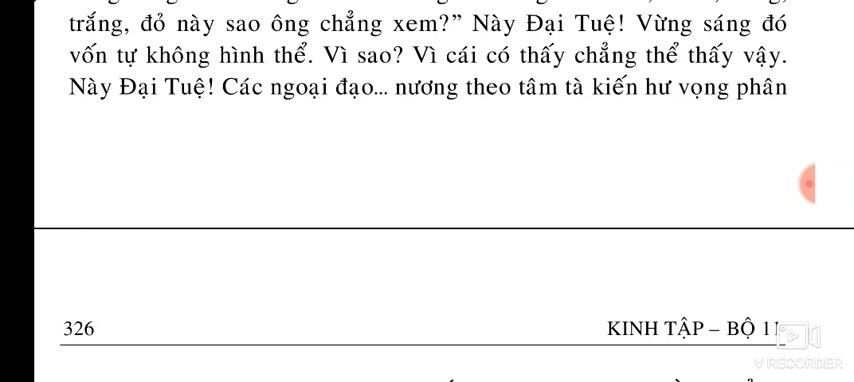 trắng, đỏ này sao ông chẳng xem?” Này Đại Tuệ! Vừng sáng đó
vốn tự không hình thể. Vì sao? Vì cái có thấy chẳng thể thấy vậy.
Này Đại Tuệ! Các ngoại đạo... nương theo tâm tà kiến hư vọng phân
326
KINH TẬP – BỘ 11
V RECORDER